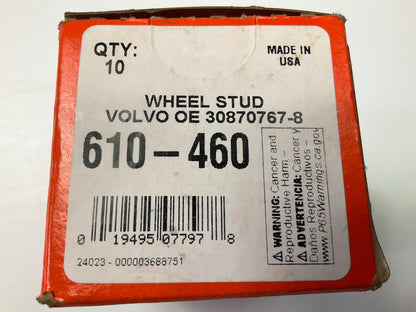 QTY:
10
MADE IN
USA
WHEEL STUD
VOLVO OE 30870767-8
610-460
⚠ WARNING: Cancer and
Reproductive Harm -
⚠ ADVERTENCIA: Cancer y
Daños Reproductivos -
www.P65Warnings.ca.gov
0 19495 07797 8
24023 - 000003688751